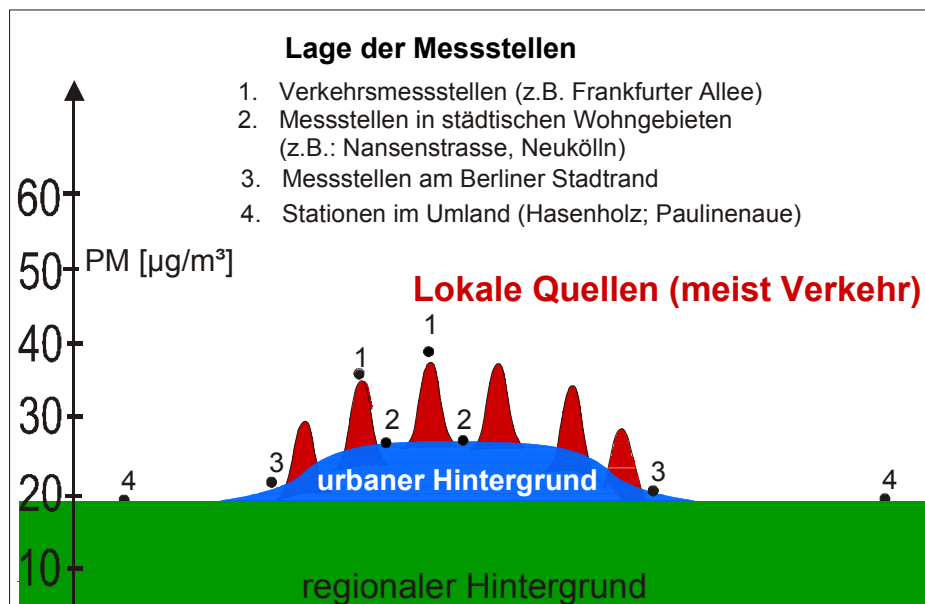 Lage der Messstellen
1. Verkehrsmessstellen (z.B. Frankfurter Allee)
2. Messstellen in städtischen Wohngebieten
(z.B.: Nansenstrasse, Neukölln)
3. Messstellen am Berliner Stadtrand
4. Stationen im Umland (Hasenholz; Paulinenaue)
60
PM [µg/m³]
50
Lokale Quellen (meist Verkehr)
40
1
1
30
2
2
3
3
urbaner Hintergrund
4
4
20
10
regionaler Hintergrund